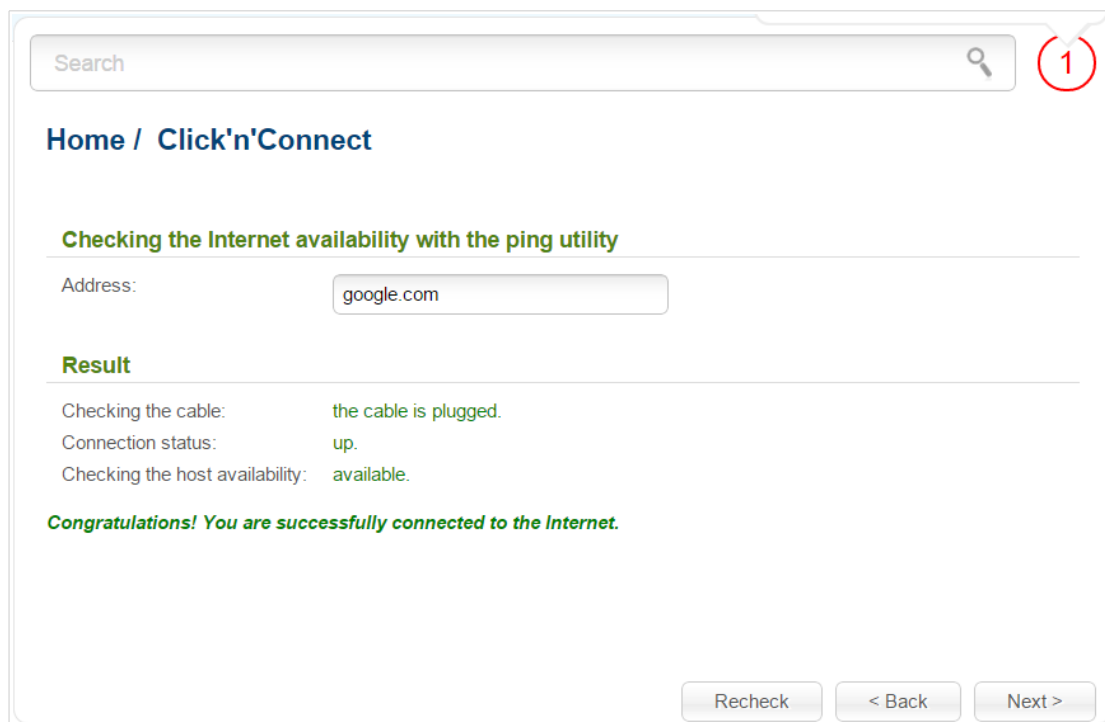 Search
1
Home / Click'n'Connect
Checking the Internet availability with the ping utility
Address: google.com
Result
Checking the cable: the cable is plugged.
Connection status: up.
Checking the host availability: available.
Congratulations! You are successfully connected to the Internet.
Recheck < Back Next >